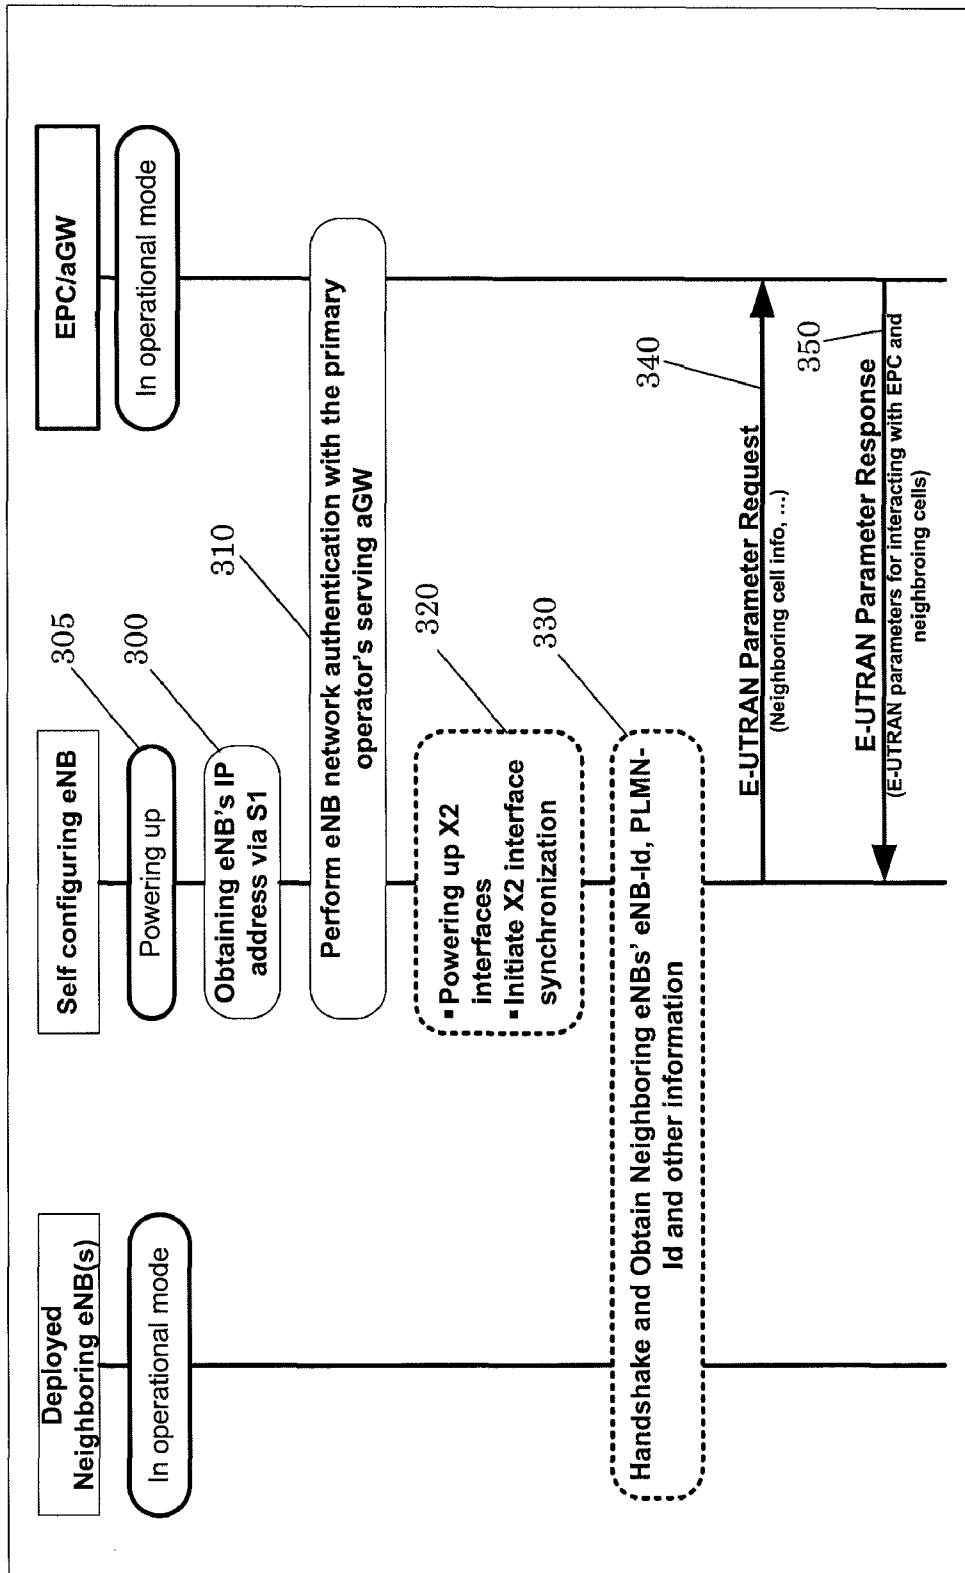 Deployed
Neighboring eNB(s)
Self configuring eNB
EPC/aGW
In operational mode
Powering up
In operational mode
305
Obtaining eNB's IP
address via S1
300
Perform eNB network authentication with the primary
operator's serving aGW
310
▪ Powering up X2
interfaces
▪ Initiate X2 interface
synchronization
320
Handshake and Obtain Neighboring eNBs' eNB-Id, PLMN-
Id and other information
330
E-UTRAN Parameter Request
(Neighboring cell info, ...)
340
E-UTRAN Parameter Response
(E-UTRAN parameters for interacting with EPC and
neighbroing cells)
350